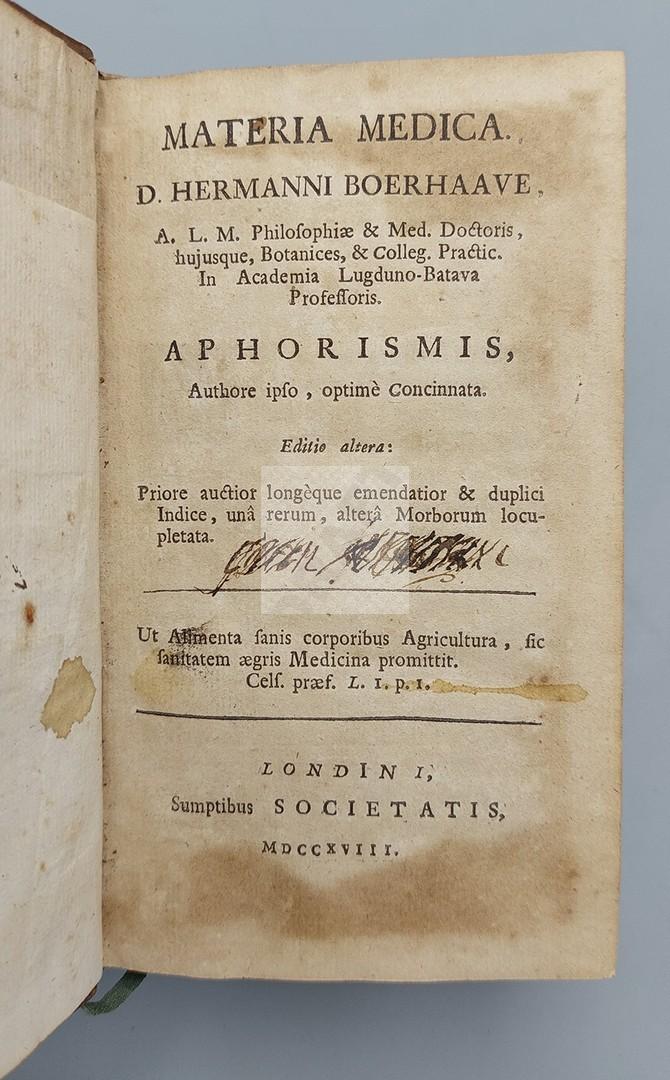 MATERIA MEDICA.
D. HERMANNI BOERHAAVE,
A. L. M. Philoſophiæ & Med. Doctoris,
hujusque, Botanices, & Colleg. Practic.
In Academia Lugduno-Batava
Profeſſoris.
APHORISMIS,
Authore ipſo, optimè Concinnata.
Editio altera:
Priore auctior longèque emendatior & duplici
Indice, unâ rerum, alterâ Morborum locu-
pletata.
Ut Alimenta ſanis corporibus Agricultura, ſic
ſanitatem ægris Medicina promittit.
Celſ. præf. L. 1. p. 1.
LONDINI,
Sumptibus SOCIETATIS,
MDCCXVIII.